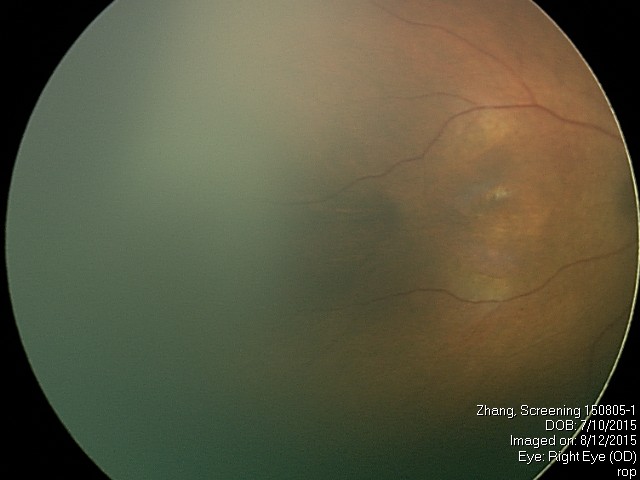 Zhang, Screening 150805-1
DOB: 7/10/2015
Imaged on: 8/12/2015
Eye: Right Eye (OD)
rop